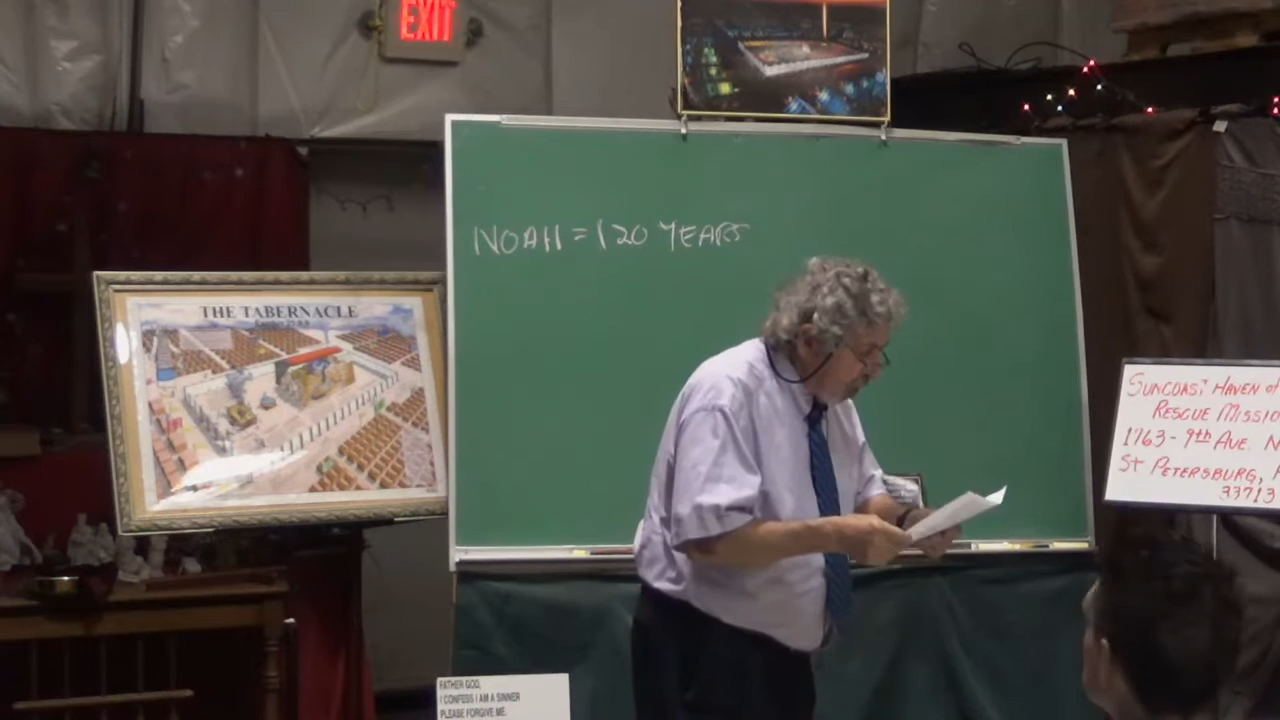 EXIT
NOAH = 120 YEARS
THE TABERNACLE
SUNCOAST HAVEN OF
RESCUE MISSIO
1763 - 9th AVE. N
ST PETERSBURG, F
33713
FATHER GOD,
I CONFESS I AM A SINNER
PLEASE FORGIVE ME.